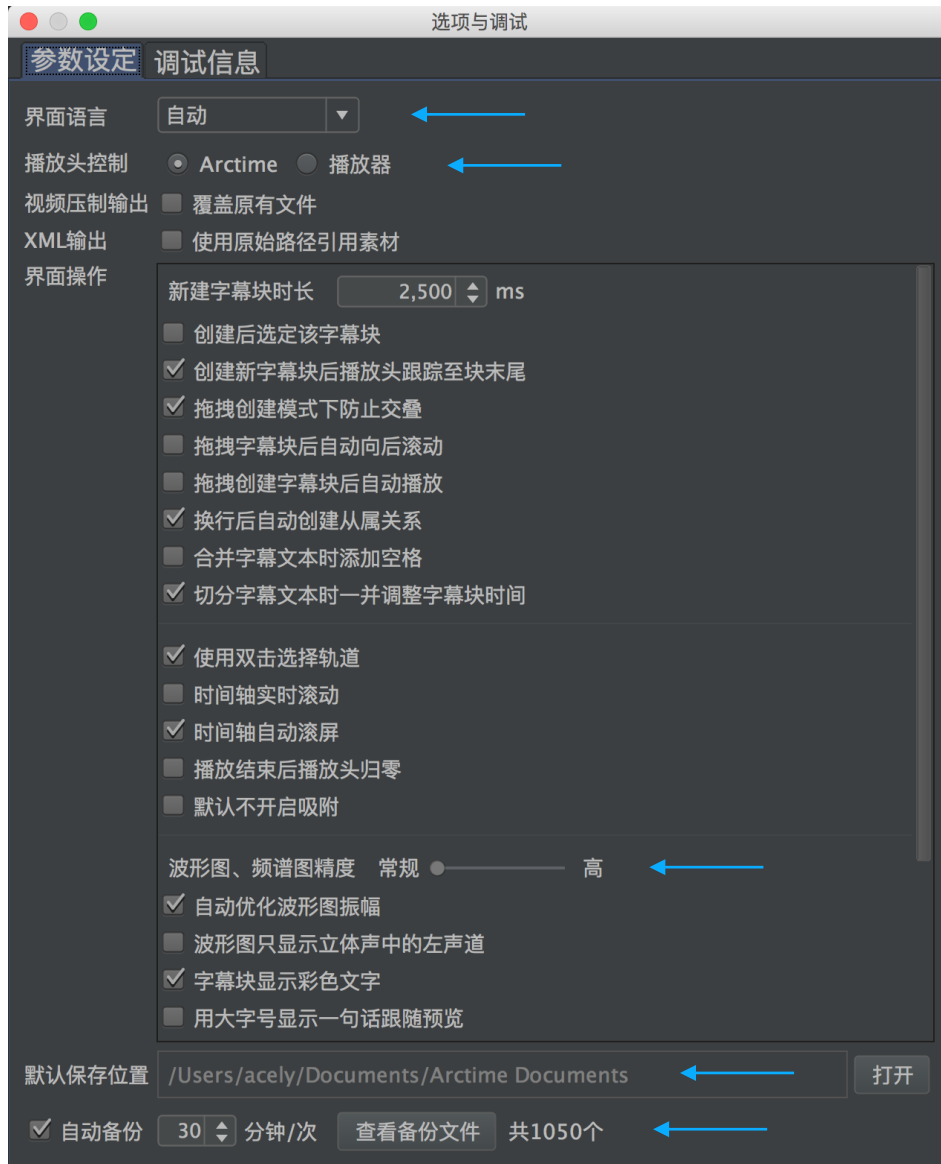 选项与调试
参数设定 调试信息
界面语言 自动
播放头控制 Arctime 播放器
视频压制输出 覆盖原有文件
XML输出 使用原始路径引用素材
界面操作
新建字幕块时长 2,500 ms
创建后选定该字幕块
创建新字幕块后播放头跟踪至块末尾
拖拽创建模式下防止交叠
拖拽字幕块后自动向后滚动
拖拽创建字幕块后自动播放
换行后自动创建从属关系
合并字幕文本时添加空格
切分字幕文本时一并调整字幕块时间
使用双击选择轨道
时间轴实时滚动
时间轴自动滚屏
播放结束后播放头归零
默认不开启吸附
波形图、频谱图精度 常规 高
自动优化波形图振幅
波形图只显示立体声中的左声道
字幕块显示彩色文字
用大字号显示一句话跟随预览
默认保存位置 /Users/acely/Documents/Arctime Documents 打开
自动备份 30 分钟/次 查看备份文件 共1050个